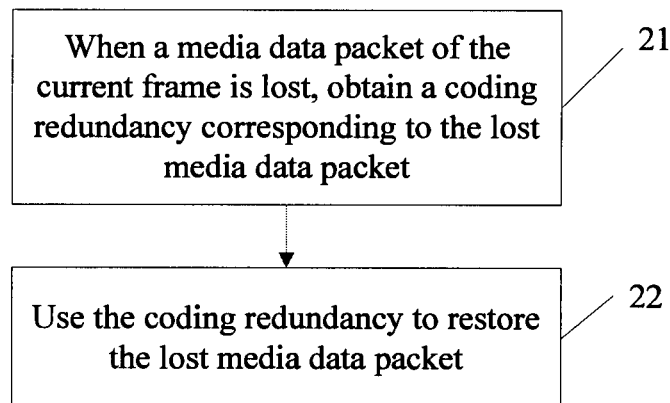 When a media data packet of the
current frame is lost, obtain a coding
redundancy corresponding to the lost
media data packet
21
Use the coding redundancy to restore
the lost media data packet
22